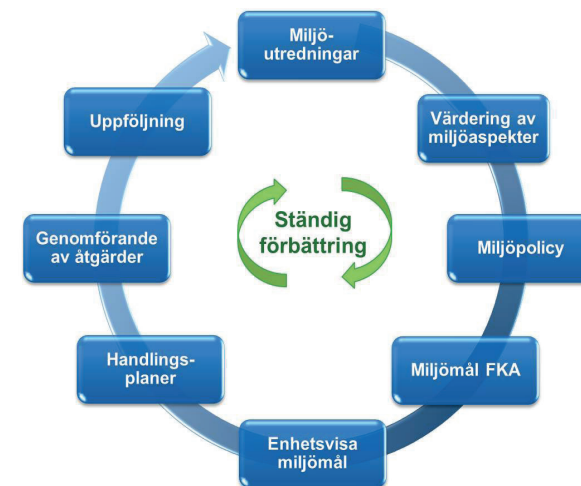 Miljö-
utredningar
Värdering av
miljöaspekter
Miljöpolicy
Miljömål FKA
Enhetsvisa
miljömål
Handlings-
planer
Genomförande
av åtgärder
Uppföljning
Ständig
förbättring